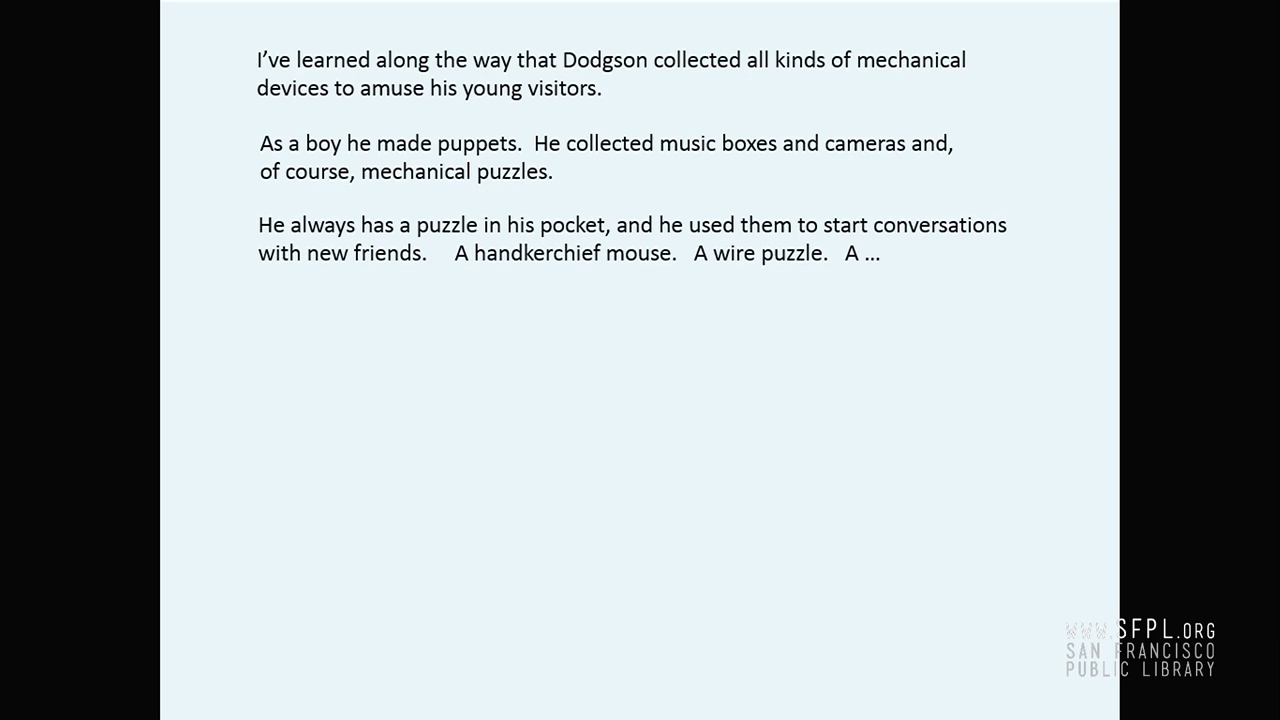 I've learned along the way that Dodgson collected all kinds of mechanical
devices to amuse his young visitors.
As a boy he made puppets.  He collected music boxes and cameras and,
of course, mechanical puzzles.
He always has a puzzle in his pocket, and he used them to start conversations
with new friends.    A handkerchief mouse.   A wire puzzle.   A ...
WWW.SFPL.ORG
SAN FRANCISCO
PUBLIC LIBRARY